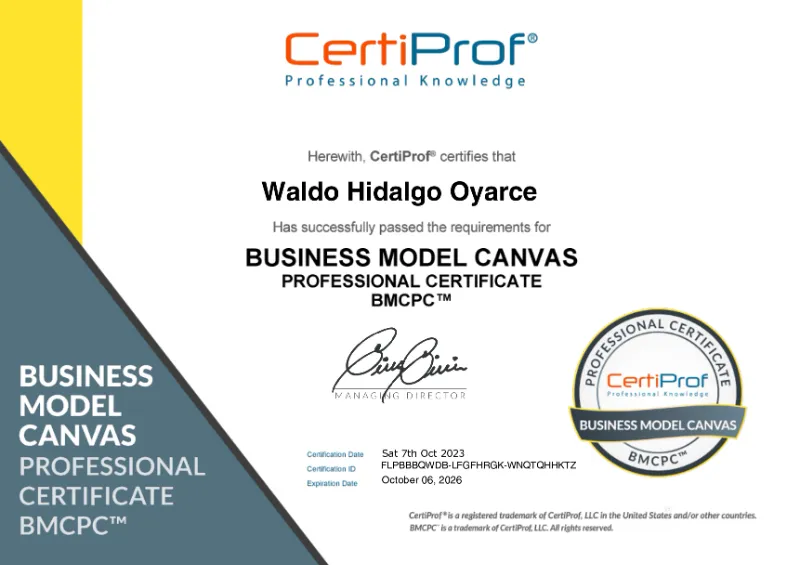 CertiProf®
Professional Knowledge
Herewith, CertiProf® certifies that
Waldo Hidalgo Oyarce
Has successfully passed the requirements for
BUSINESS MODEL CANVAS
PROFESSIONAL CERTIFICATE
BMCPC™
MANAGING DIRECTOR
BUSINESS
MODEL
CANVAS
PROFESSIONAL
CERTIFICATE
BMCPC™
PROFESSIONAL CERTIFICATE
CertiProf
Professional Knowledge
BUSINESS MODEL CANVAS
BMCPC™
Certification Date Sat 7th Oct 2023
Certification ID FLPBBBQWDB-LFGFHRGK-WNQTQHHKTZ
Expiration Date October 06, 2026
CertiProf® is a registered trademark of CertiProf, LLC in the United States and/or other countries.
BMCPC™ is a trademark of CertiProf, LLC. All rights reserved.